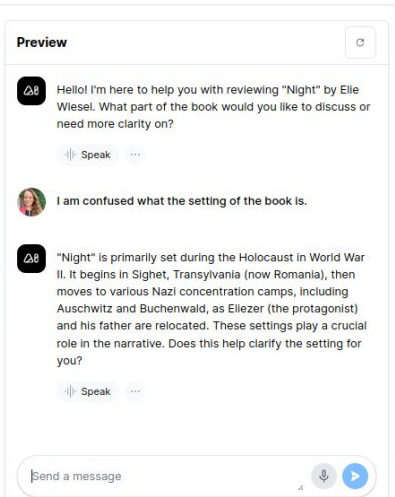 Preview
Hello! I'm here to help you with reviewing "Night" by Elie
Wiesel. What part of the book would you like to discuss or
need more clarity on?
Speak
I am confused what the setting of the book is.
"Night" is primarily set during the Holocaust in World War
II. It begins in Sighet, Transylvania (now Romania), then
moves to various Nazi concentration camps, including
Auschwitz and Buchenwald, as Eliezer (the protagonist)
and his father are relocated. These settings play a crucial
role in the narrative. Does this help clarify the setting for
you?
Speak
Send a message